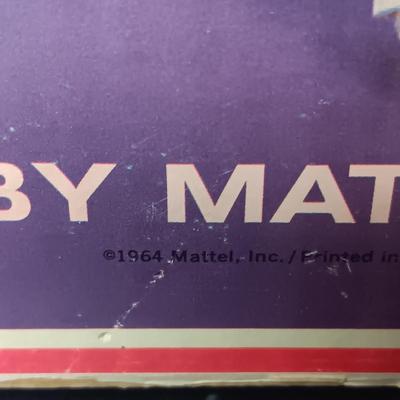 BY MAT
©1964 Mattel, Inc. / Printed in